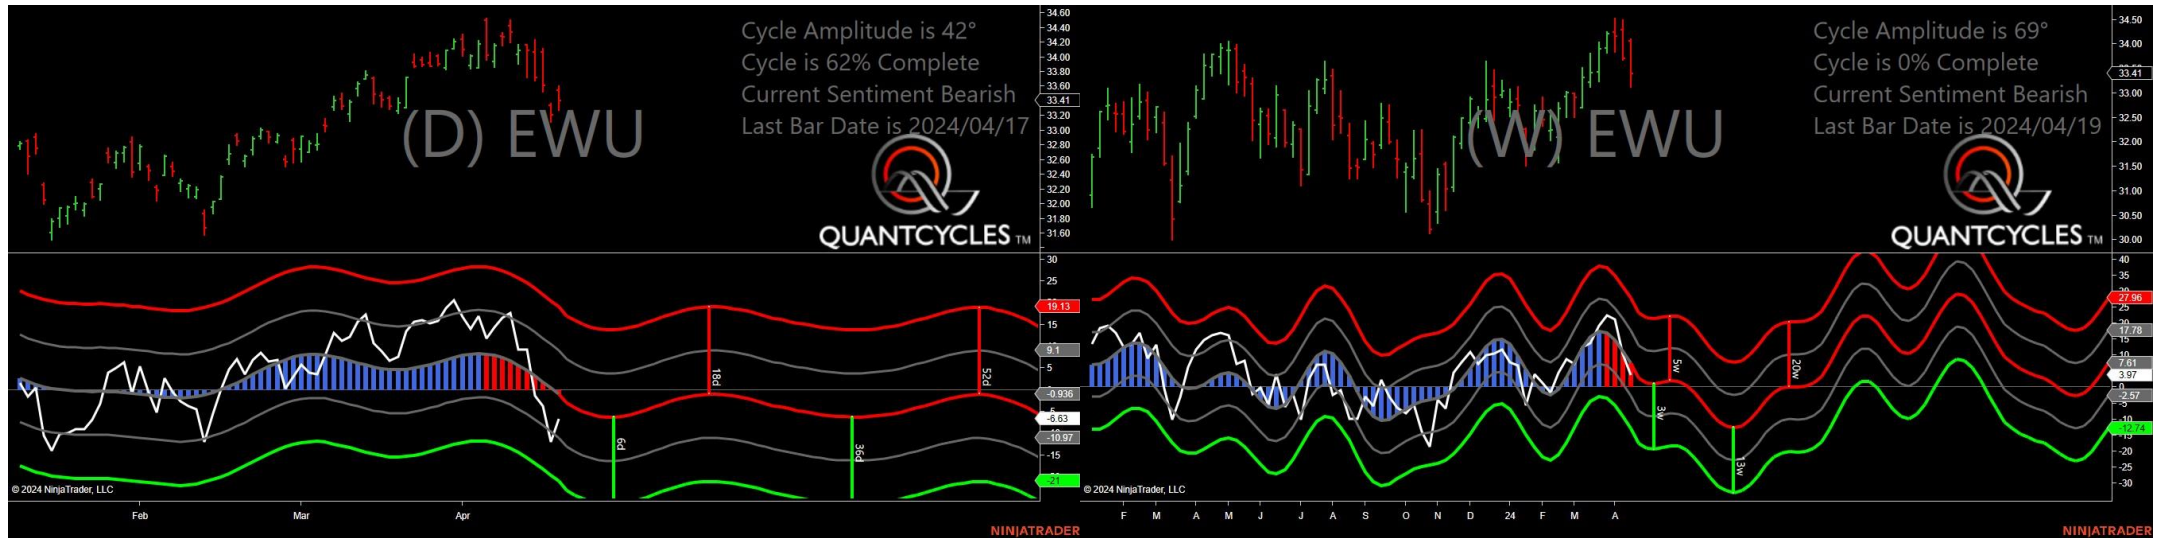 Cycle Amplitude is 42°
Cycle is 62% Complete
Current Sentiment Bearish
Last Bar Date is 2024/04/17
(D) EWU
QUANTCYCLES TM
34.60
34.40
34.20
34.00
33.80
33.60
33.41
33.20
33.00
32.80
32.60
32.40
32.20
32.00
31.80
31.60
30
25
19.13
15
9.1
5
-0.936
-6.63
-10.97
-15
-21
18d
52d
6d
36d
© 2024 NinjaTrader, LLC
Feb
Mar
Apr
NINJATRADER
Cycle Amplitude is 69°
Cycle is 0% Complete
Current Sentiment Bearish
Last Bar Date is 2024/04/19
(W) EWU
QUANTCYCLES TM
34.50
34.00
33.41
33.00
32.50
32.00
31.50
31.00
30.50
30.00
40
35
30
27.96
17.78
15
7.61
3.97
-2.57
-12.74
-20
-25
-30
5w
20w
3w
13w
© 2024 NinjaTrader, LLC
F
M
A
M
J
J
A
S
O
N
D
24
F
M
A
NINJATRADER